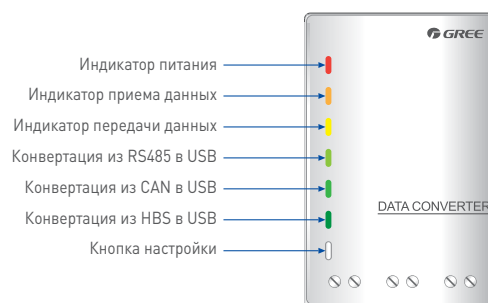 GREE
Индикатор питания
Индикатор приема данных
Индикатор передачи данных
Конвертация из RS485 в USB
Конвертация из CAN в USB
Конвертация из HBS в USB
DATA CONVERTER
Кнопка настройки